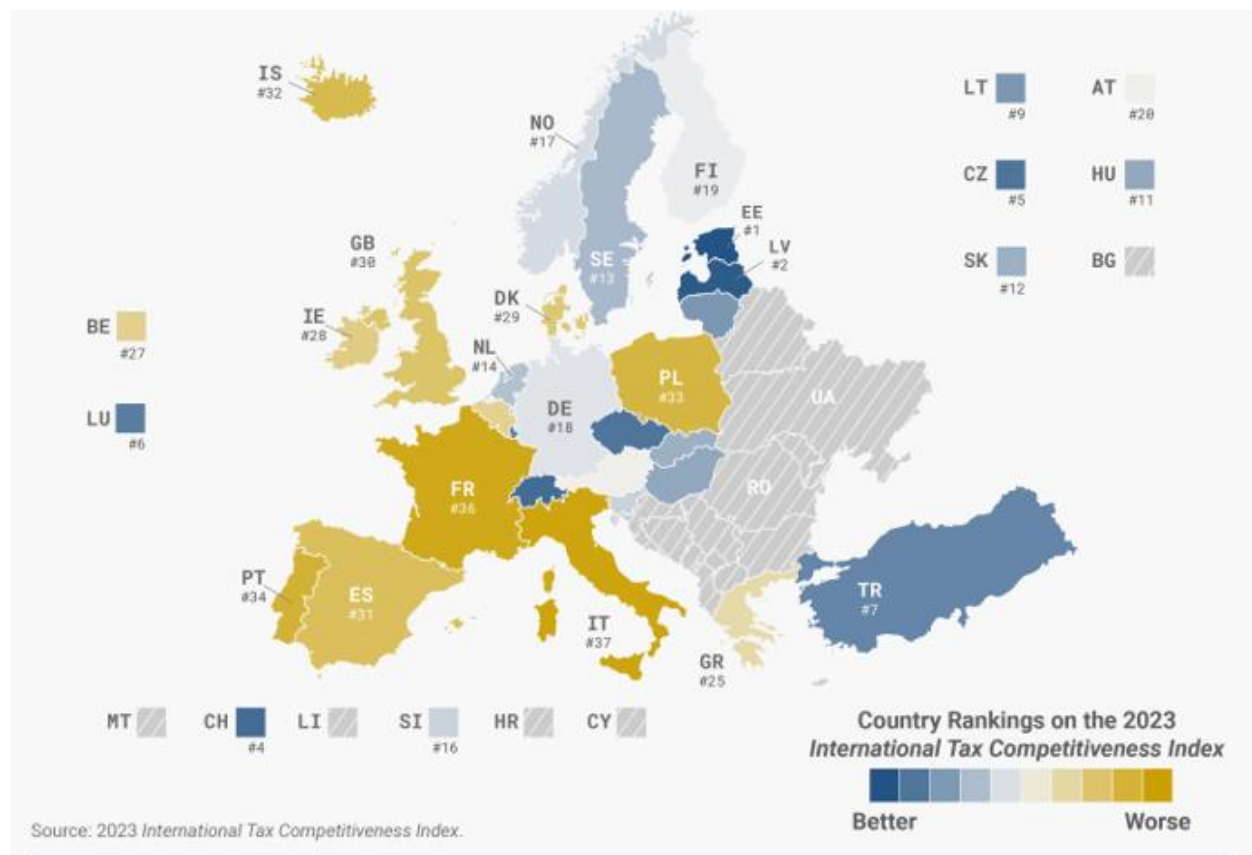 IS
#32
LT
#9
AT
#20
NO
#17
CZ
#5
HU
#11
FI
#19
EE
#1
LV
#2
GB
#30
SE
#13
SK
#12
BG
DK
#29
BE
#27
IE
#28
NL
#14
PL
#33
UA
LU
#6
DE
#18
FR
#36
RO
PT
#34
ES
#31
TR
#7
IT
#37
GR
#25
MT
CH
#4
LI
SI
#16
HR
CY
Country Rankings on the 2023
International Tax Competitiveness Index
Better
Worse
Source: 2023 International Tax Competitiveness Index.